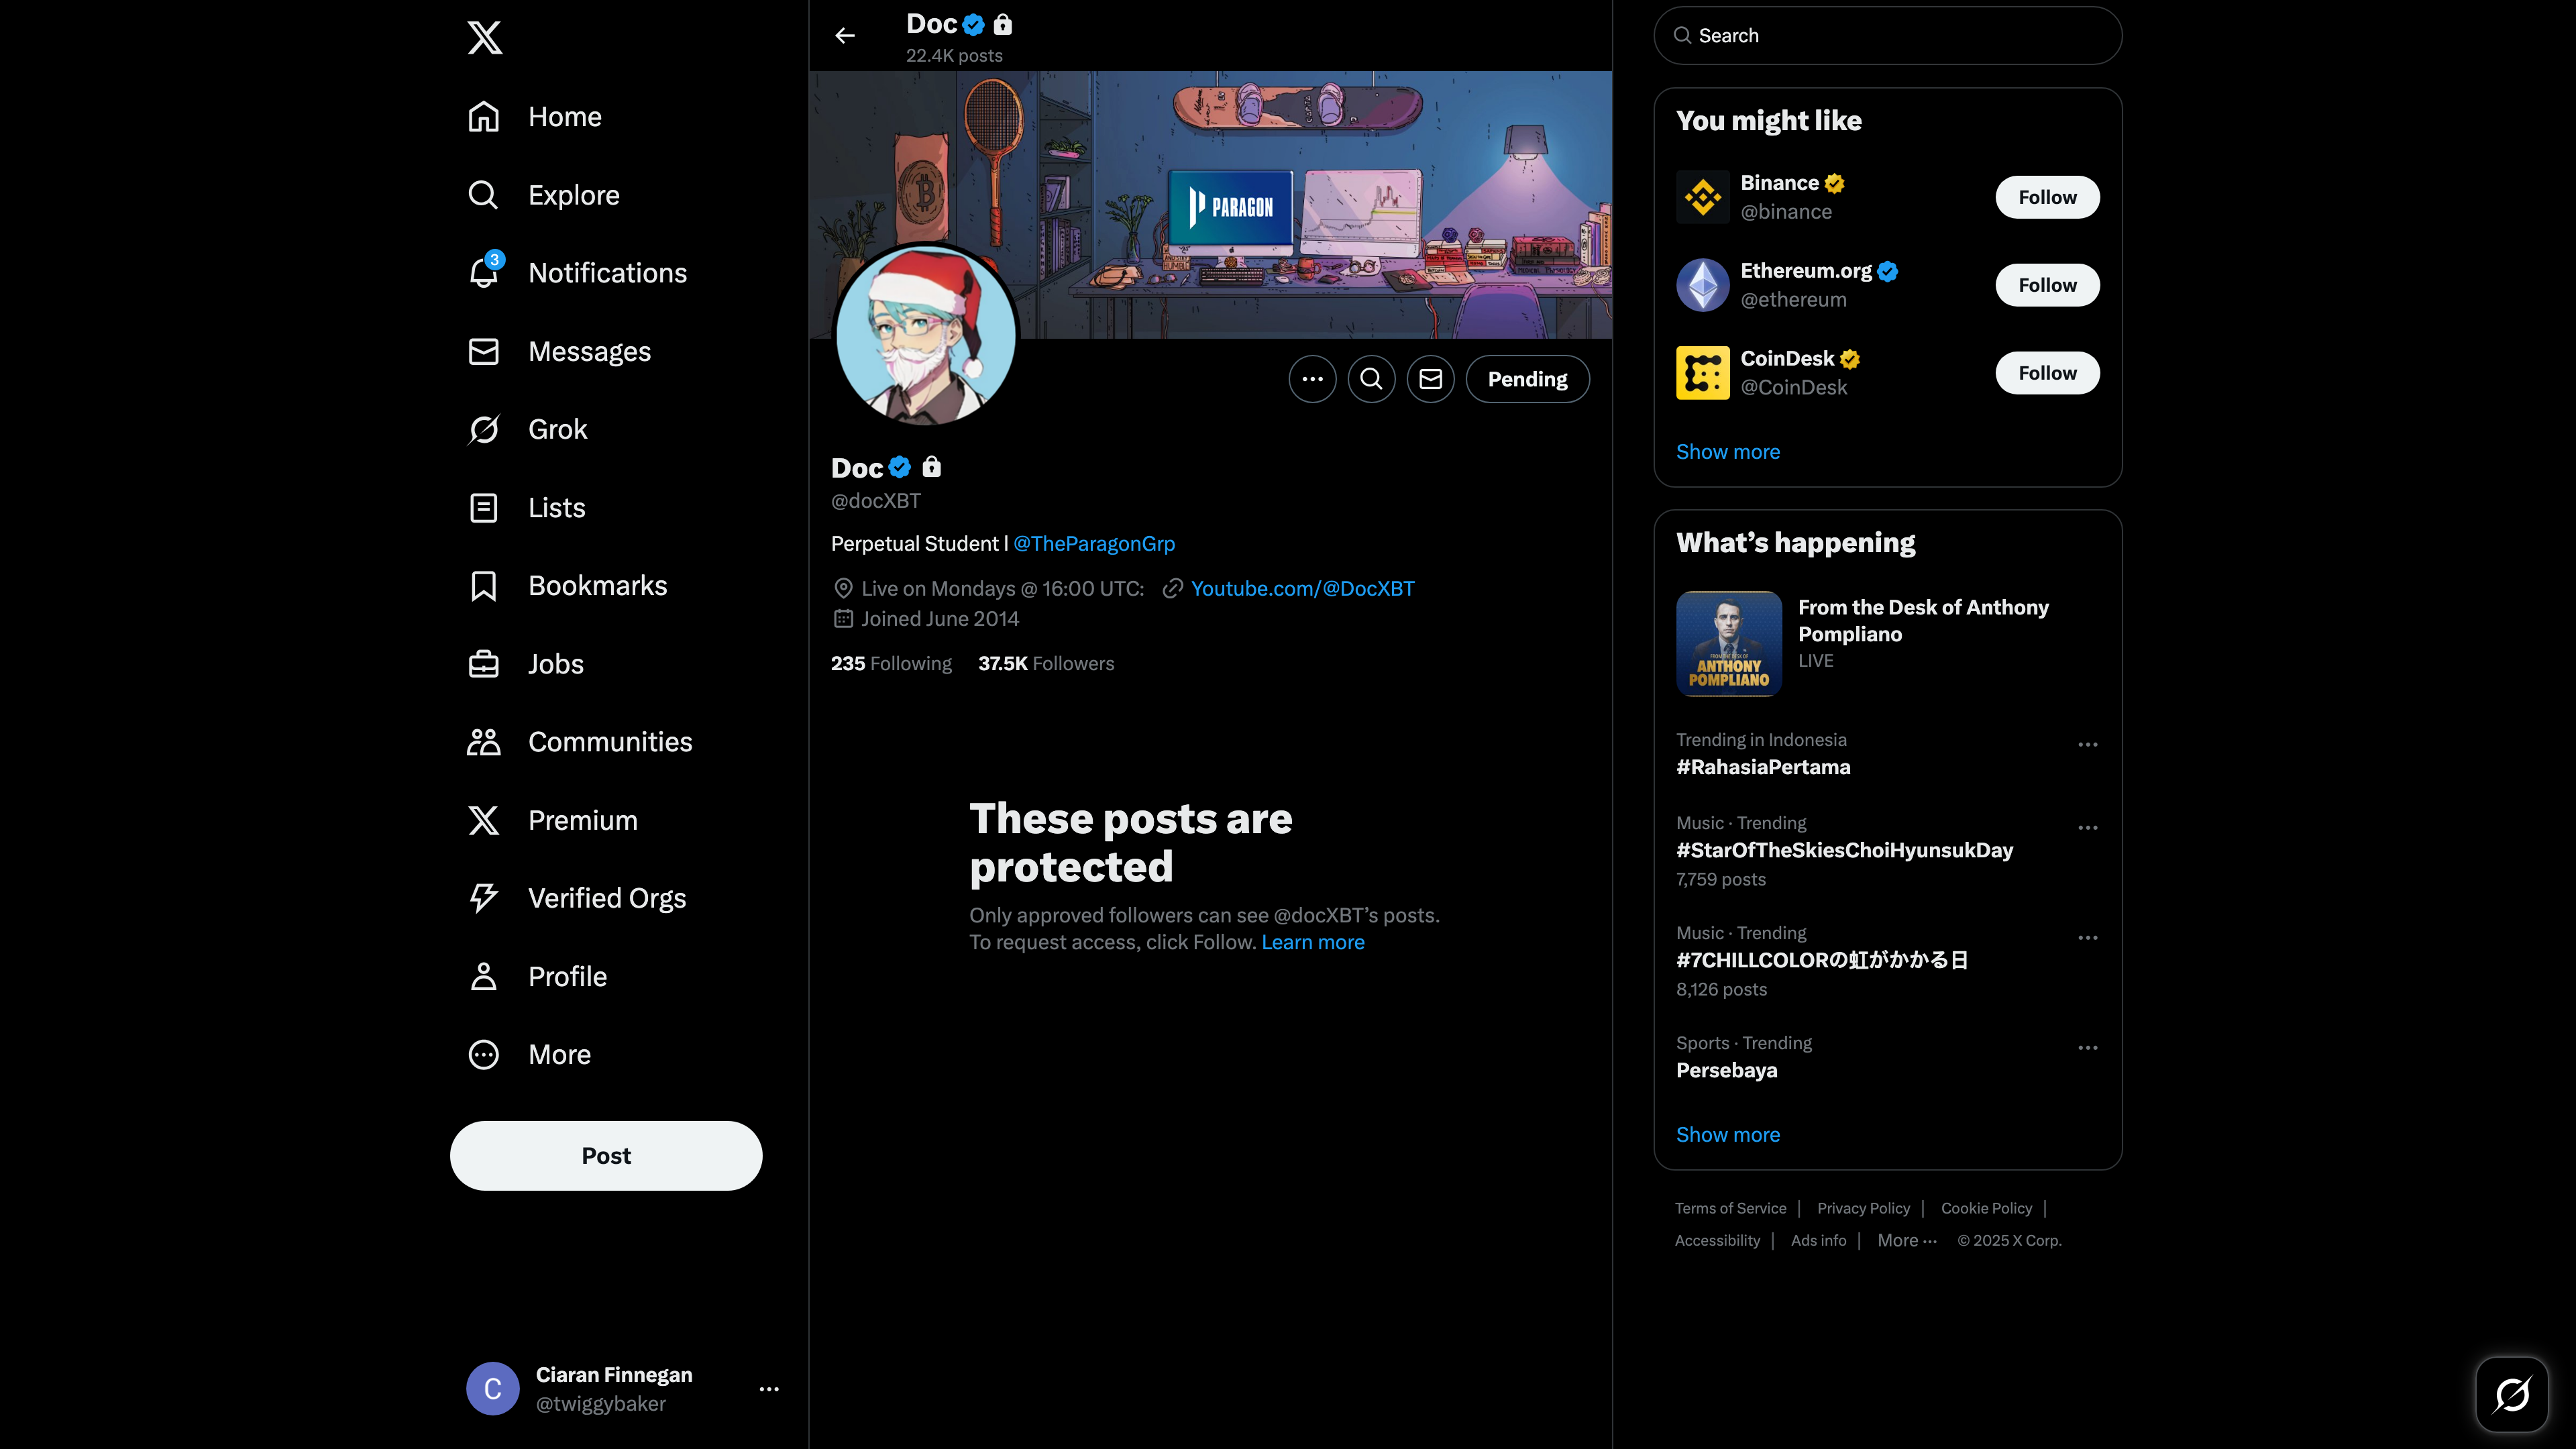 Home
Explore
3
Notifications
Messages
Grok
Lists
Bookmarks
Jobs
Communities
Premium
Verified Orgs
Profile
More
Post
C
Ciaran Finnegan
@twiggybaker
Doc
22.4K posts
PARAGON
Pending
Doc
@docXBT
Perpetual Student l @TheParagonGrp
Live on Mondays @ 16:00 UTC: Youtube.com/@DocXBT
Joined June 2014
235 Following 37.5K Followers
These posts are
protected
Only approved followers can see @docXBT’s posts.
To request access, click Follow. Learn more
Search
You might like
Binance
@binance
Follow
Ethereum.org
@ethereum
Follow
CoinDesk
@CoinDesk
Follow
Show more
What’s happening
FROM THE DESK OF
ANTHONY
POMPLIANO
From the Desk of Anthony
Pompliano
LIVE
Trending in Indonesia
#RahasiaPertama
Music · Trending
#StarOfTheSkiesChoiHyunsukDay
7,759 posts
Music · Trending
#7CHILLCOLORの虹がかかる日
8,126 posts
Sports · Trending
Persebaya
Show more
Terms of Service | Privacy Policy | Cookie Policy |
Accessibility | Ads info | More ··· © 2025 X Corp.